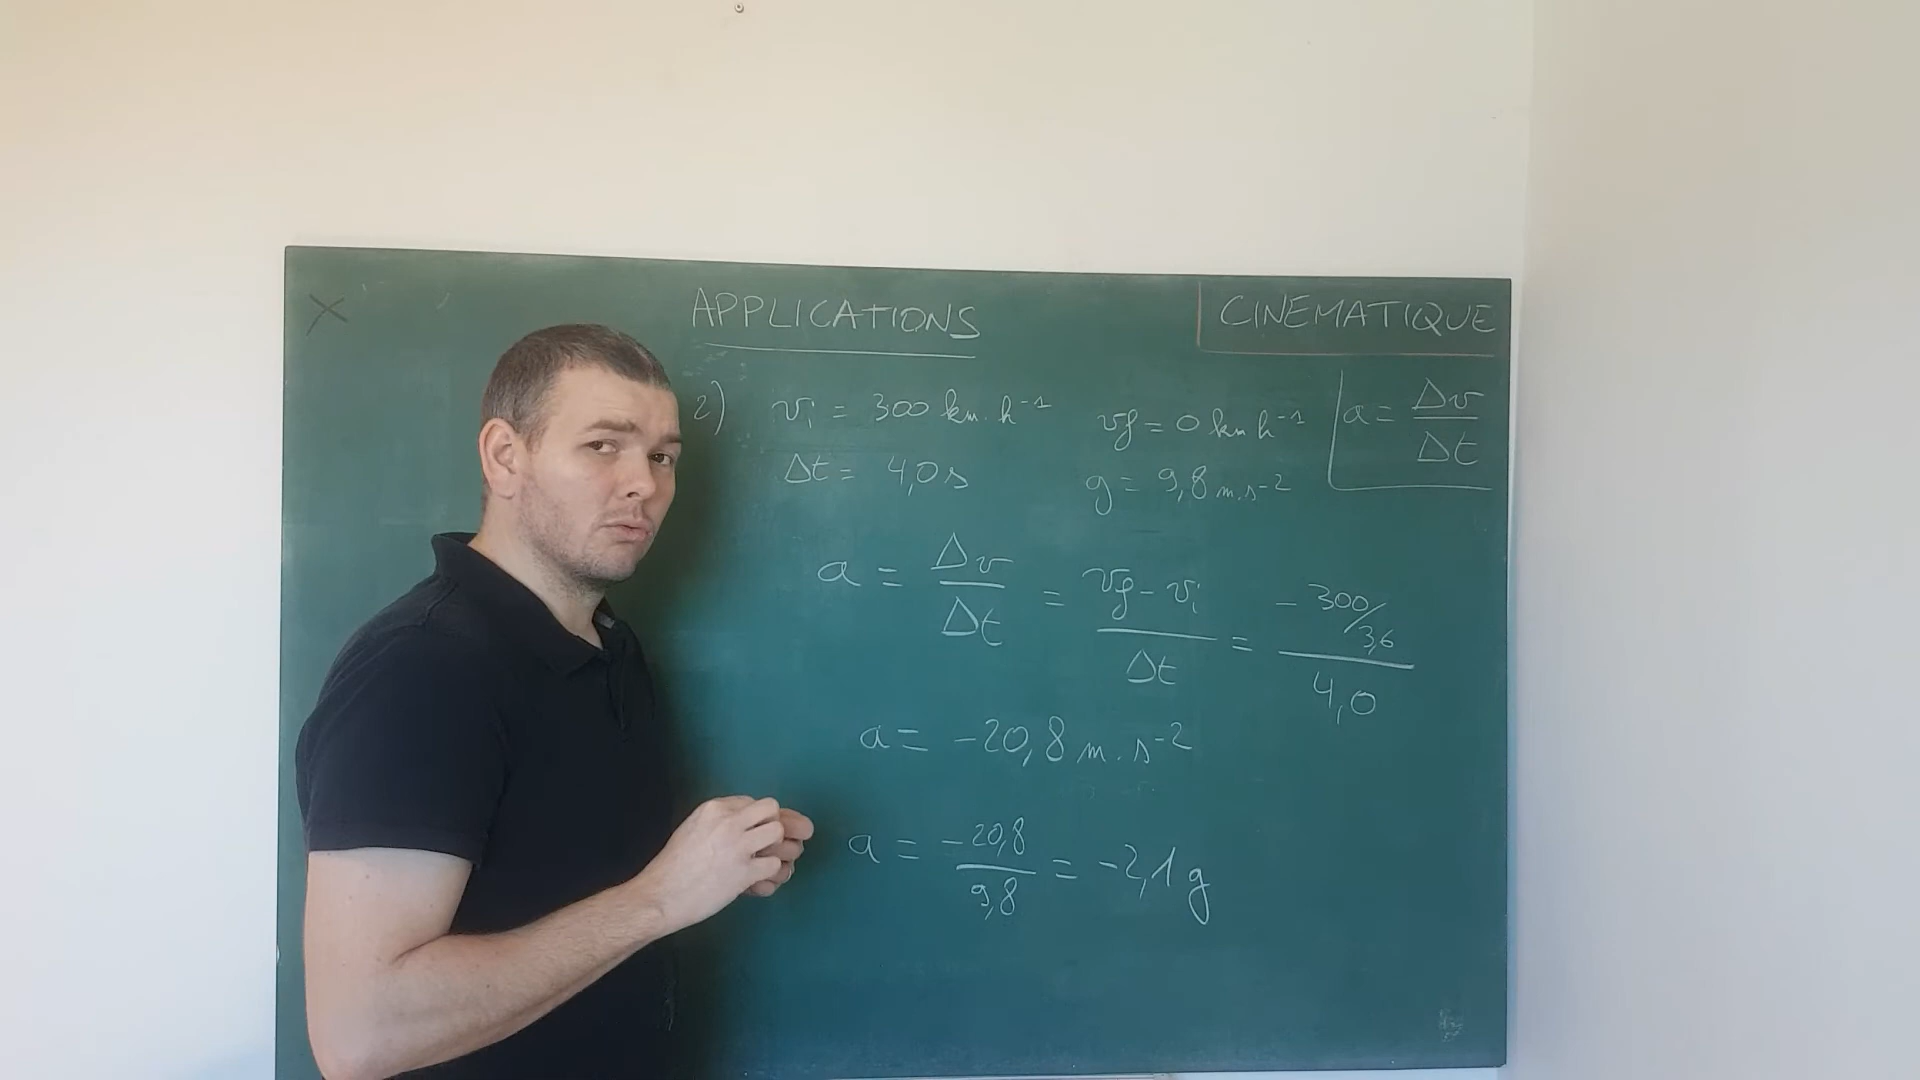 APPLICATIONS
CINEMATIQUE
2) vi = 300 km.h⁻¹ vf = 0 km h⁻¹
Δt = 4,0 s g = 9,8 m.s⁻²
a = Δv/Δt
a = Δv/Δt = (vf - vi)/Δt = (-300/3,6)/4,0
a = -20,8 m.s⁻²
a = -20,8/9,8 = -2,1 g